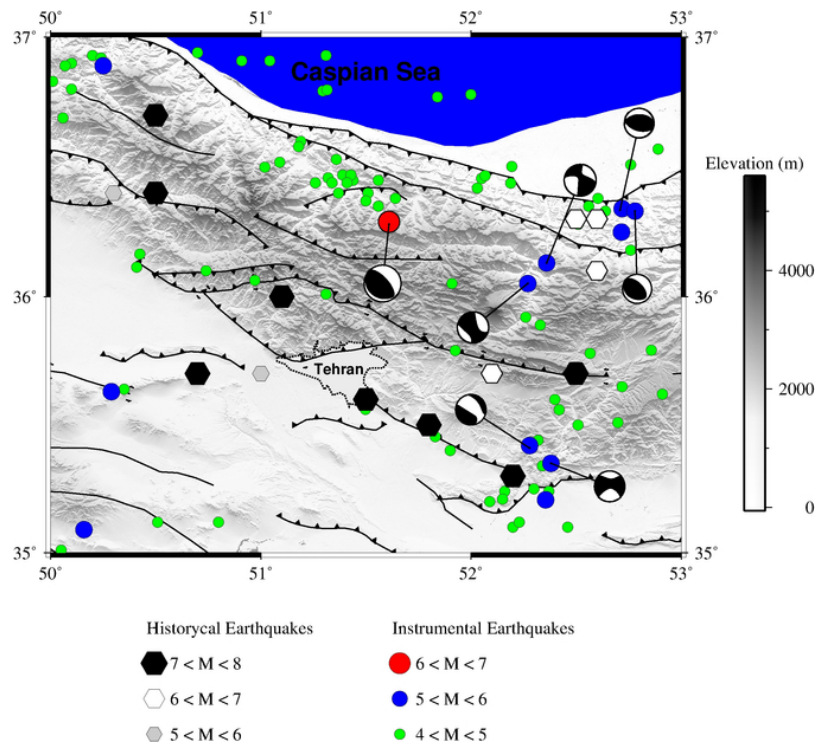 50˚ 51˚ 52˚ 53˚
37˚ 37˚
Caspian Sea
Elevation (m)
4000
36˚ 36˚
Tehran
2000
0
35˚ 35˚
50˚ 51˚ 52˚ 53˚
Historycal Earthquakes Instrumental Earthquakes
7 < M < 8 6 < M < 7
6 < M < 7 5 < M < 6
5 < M < 6 4 < M < 5